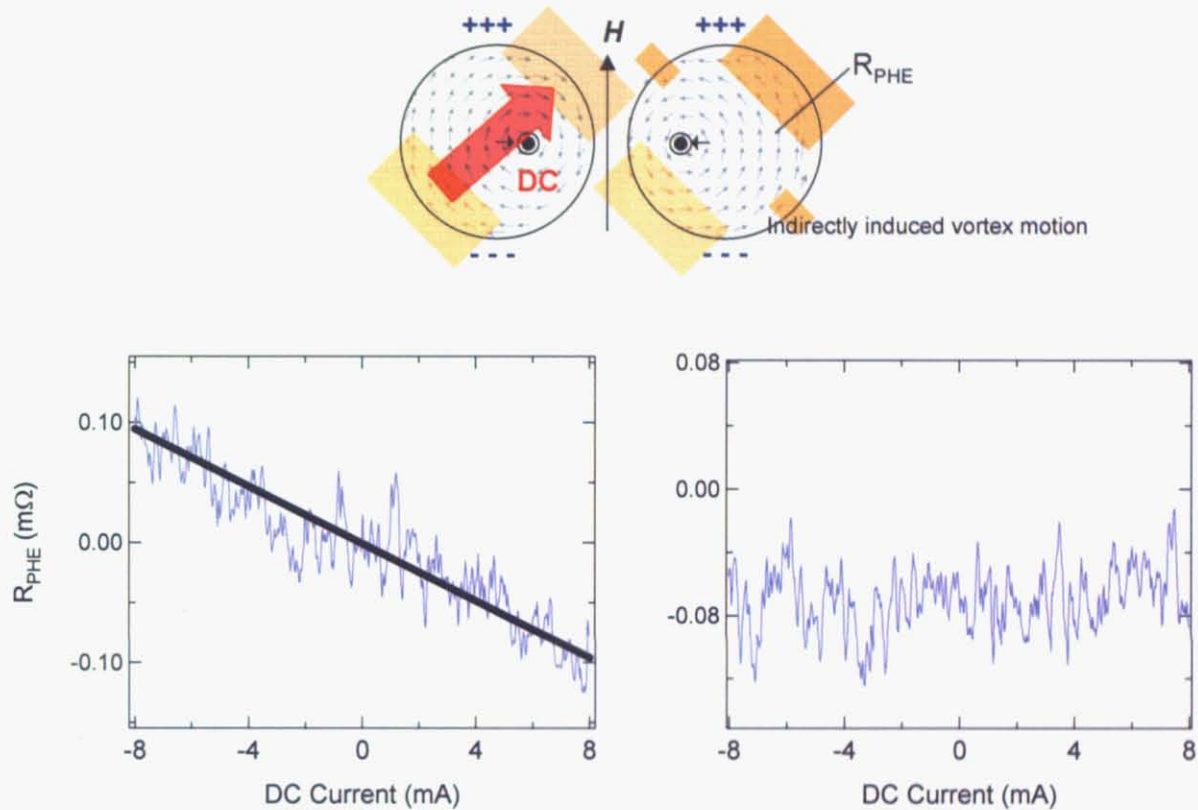 +++ H +++
R_PHE
DC
Indirectly induced vortex motion
- - - - - -
0.10
0.00
-0.10
R_PHE (mΩ)
-8 -4 0 4 8
DC Current (mA)
0.08
0.00
-0.08
-8 -4 0 4 8
DC Current (mA)